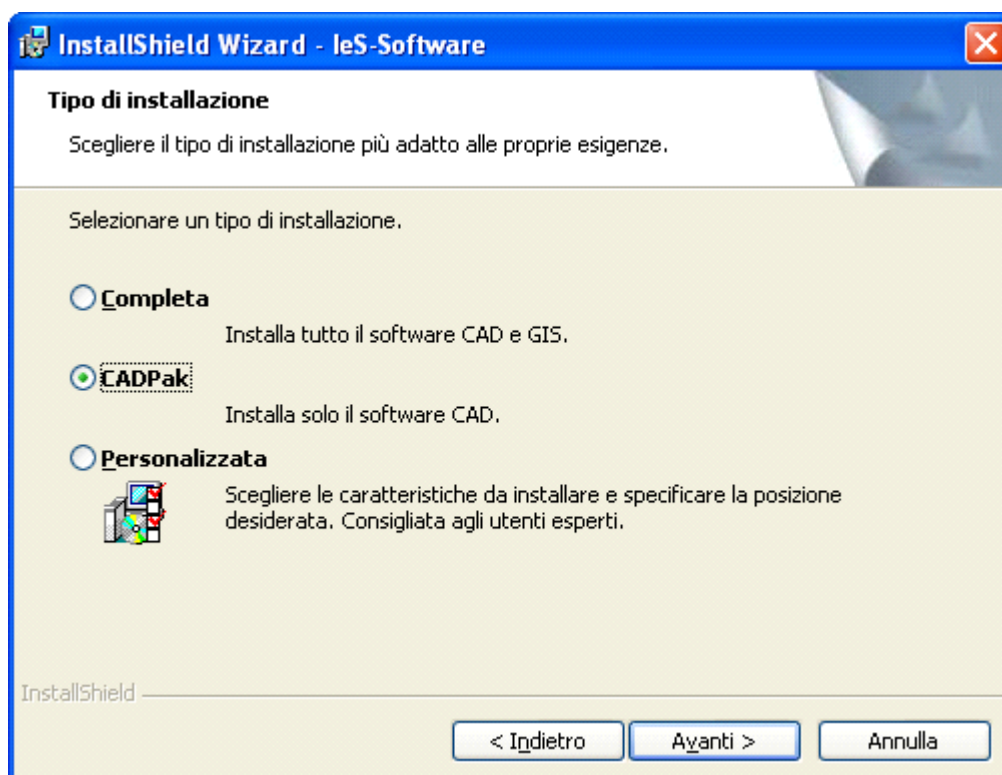 InstallShield Wizard - IeS-Software
Tipo di installazione
Scegliere il tipo di installazione più adatto alle proprie esigenze.
Selezionare un tipo di installazione.
Completa
Installa tutto il software CAD e GIS.
CADPak
Installa solo il software CAD.
Personalizzata
Scegliere le caratteristiche da installare e specificare la posizione
desiderata. Consigliata agli utenti esperti.
InstallShield
< Indietro
Avanti >
Annulla